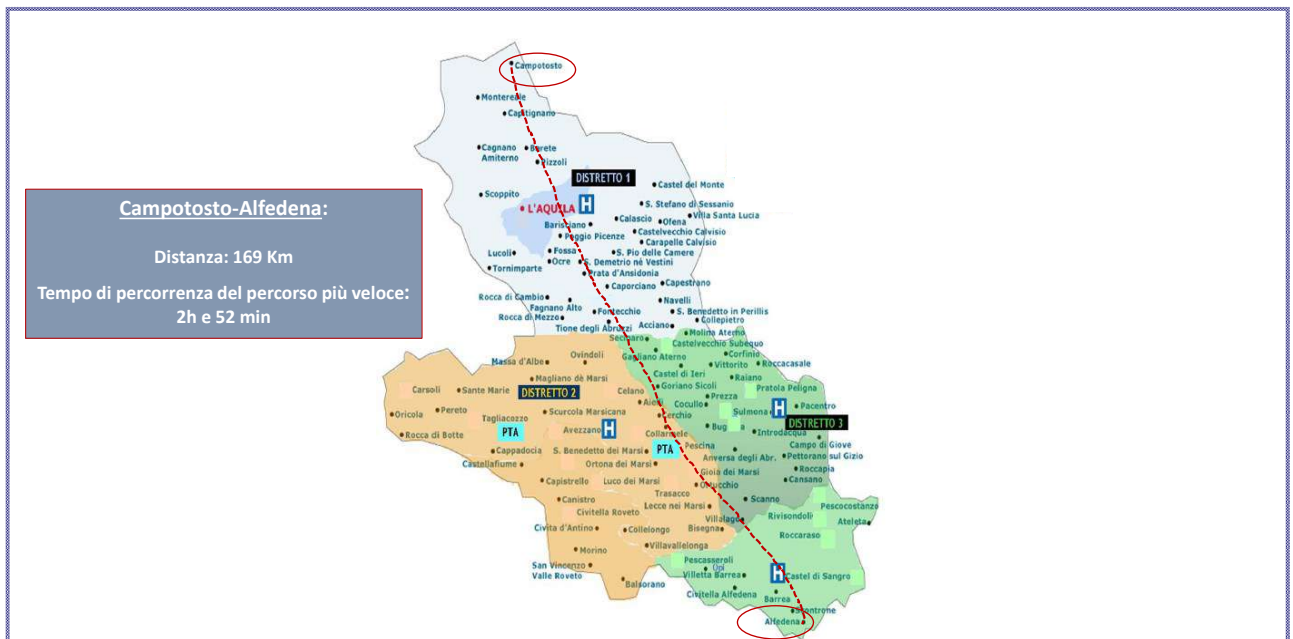 Campotosto-Alfedena:
Distanza: 169 Km
Tempo di percorrenza del percorso più veloce:
2h e 52 min
Campotosto
Montereale
Capitignano
Cagnano
Amiterno
Barete
Pizzoli
DISTRETTO 1
Castel del Monte
Scoppito
L'AQUILA
H
S. Stefano di Sessanio
Villa Santa Lucia
Calascio
Ofena
Barisciano
Castelvecchio Calvisio
Poggio Picenze
Carapelle Calvisio
Lucoli
Fossa
S. Pio delle Camere
Ocre
S. Demetrio nè Vestini
Tornimparte
Prata d'Ansidonia
Caporciano
Capestrano
Rocca di Cambio
Fagnano Alto
Navelli
Rocca di Mezzo
Fontecchio
S. Benedetto in Perillis
Collepietro
Tione degli Abruzzi
Acciano
Molina Aterno
Secinaro
Castelvecchio Subequo
Ovindoli
Gagliano Aterno
Corfinio
Massa d'Albe
Vittorito
Roccacasale
Magliano dè Marsi
Castel di Ieri
Raiano
Carsoli
Sante Marie
DISTRETTO 2
Celano
Goriano Sicoli
Pratola Peligna
Aielli
Cocullo
Prezza
Oricola
Pereto
Scurcola Marsicana
Cerchio
Sulmona
H
Pacentro
Tagliacozzo
DISTRETTO 3
Rocca di Botte
PTA
Avezzano
H
Collarmele
Introdacqua
Cappadocia
S. Benedetto dei Marsi
PTA
Pescina
Campo di Giove
Anversa degli Abr.
Pettorano sul Gizio
Castellafiume
Ortona dei Marsi
Gioia dei Marsi
Roccapia
Capistrello
Luco dei Marsi
Ortucchio
Cansano
Trasacco
Canistro
Lecce nei Marsi
Scanno
Pescocostanzo
Civitella Roveto
Villalago
Rivisondoli
Ateleta
Civita d'Antino
Collelongo
Bisegna
Roccaraso
Morino
Villavallelonga
Pescasseroli
San Vincenzo
Valle Roveto
Opi
Villetta Barrea
H
Castel di Sangro
Balsorano
Civitella Alfedena
Barrea
Scontrone
Alfedena